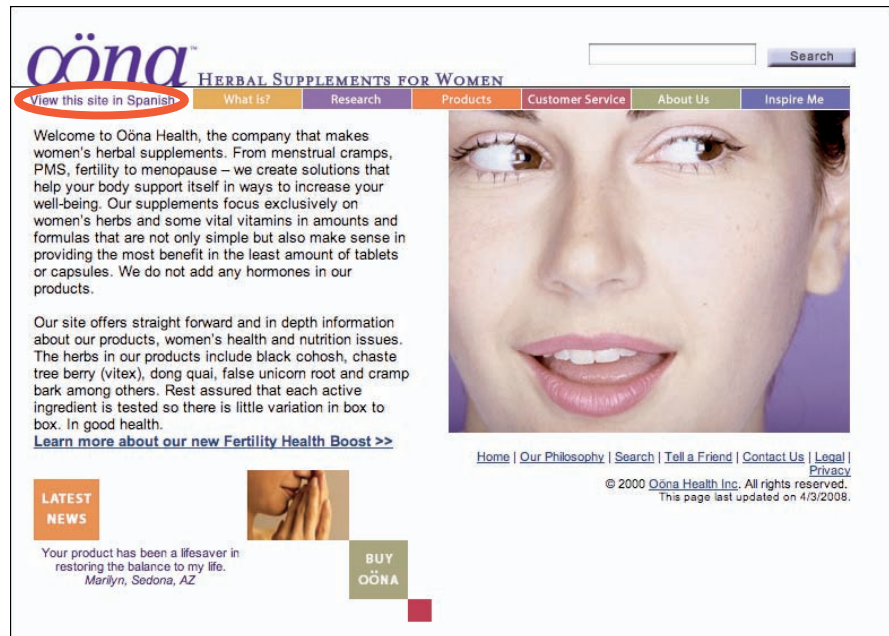 oöna™
HERBAL SUPPLEMENTS FOR WOMEN
Search
View this site in Spanish
What is?
Research
Products
Customer Service
About Us
Inspire Me
Welcome to Oöna Health, the company that makes
women's herbal supplements. From menstrual cramps,
PMS, fertility to menopause – we create solutions that
help your body support itself in ways to increase your
well-being. Our supplements focus exclusively on
women's herbs and some vital vitamins in amounts and
formulas that are not only simple but also make sense in
providing the most benefit in the least amount of tablets
or capsules. We do not add any hormones in our
products.
Our site offers straight forward and in depth information
about our products, women's health and nutrition issues.
The herbs in our products include black cohosh, chaste
tree berry (vitex), dong quai, false unicorn root and cramp
bark among others. Rest assured that each active
ingredient is tested so there is little variation in box to
box. In good health.
Learn more about our new Fertility Health Boost >>
LATEST
NEWS
Your product has been a lifesaver in
restoring the balance to my life.
Marilyn, Sedona, AZ
BUY
OÖNA
Home | Our Philosophy | Search | Tell a Friend | Contact Us | Legal |
Privacy
© 2000 Oöna Health Inc. All rights reserved.
This page last updated on 4/3/2008.